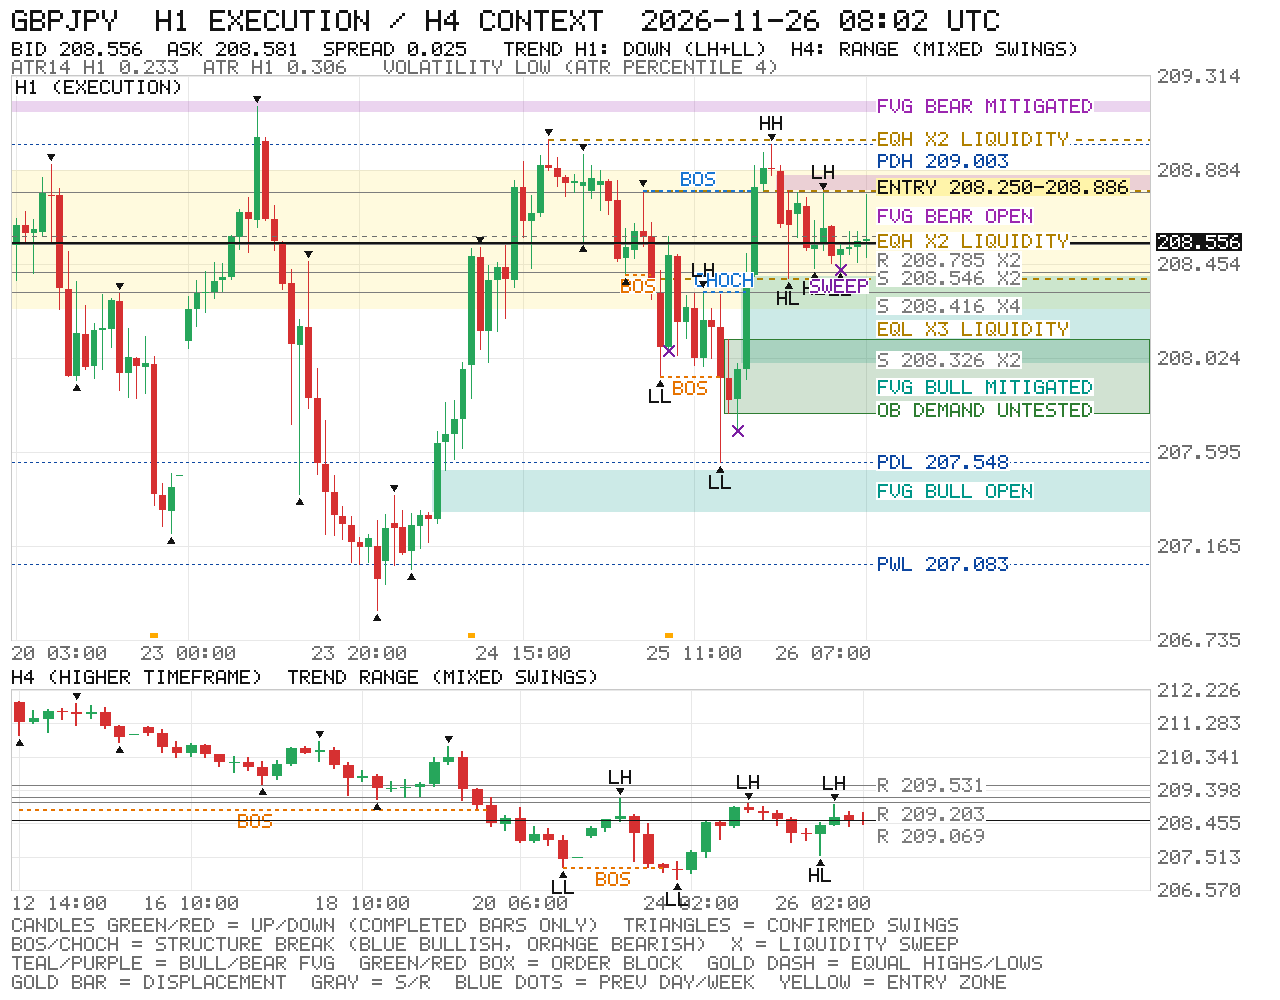 GBPJPY  H1 EXECUTION / H4 CONTEXT  2026-11-26 08:02 UTC
BID 208.556  ASK 208.581  SPREAD 0.025  TREND H1: DOWN (LH+LL)  H4: RANGE (MIXED SWINGS)
ATR14 H1 0.233  ATR H1 0.306  VOLATILITY LOW (ATR PERCENTILE 4)
209.314
H1 (EXECUTION)
FVG BEAR MITIGATED
HH
EQH X2 LIQUIDITY
PDH 209.003
208.884
LH
BOS
ENTRY 208.250-208.886
FVG BEAR OPEN
EQH X2 LIQUIDITY
208.556
R 208.785 X2
208.454
LH
CHOCH
S 208.546 X2
BOS
SWEEP
HL
S 208.416 X4
EQL X3 LIQUIDITY
208.024
S 208.326 X2
BOS
FVG BULL MITIGATED
LL
OB DEMAND UNTESTED
207.595
PDL 207.548
LL
FVG BULL OPEN
207.165
PWL 207.083
206.735
20 03:00  23 00:00  23 20:00  24 15:00  25 11:00  26 07:00
H4 (HIGHER TIMEFRAME)  TREND RANGE (MIXED SWINGS)
212.226
211.283
210.341
LH
LH
LH
R 209.531
209.398
R 209.203
BOS
208.455
R 209.069
207.513
BOS
HL
LL
206.570
LL
12 14:00  16 10:00  18 10:00  20 06:00  24 02:00  26 02:00
CANDLES GREEN/RED = UP/DOWN (COMPLETED BARS ONLY)  TRIANGLES = CONFIRMED SWINGS
BOS/CHOCH = STRUCTURE BREAK (BLUE BULLISH, ORANGE BEARISH)  X = LIQUIDITY SWEEP
TEAL/PURPLE = BULL/BEAR FVG  GREEN/RED BOX = ORDER BLOCK  GOLD DASH = EQUAL HIGHS/LOWS
GOLD BAR = DISPLACEMENT  GRAY = S/R  BLUE DOTS = PREV DAY/WEEK  YELLOW = ENTRY ZONE